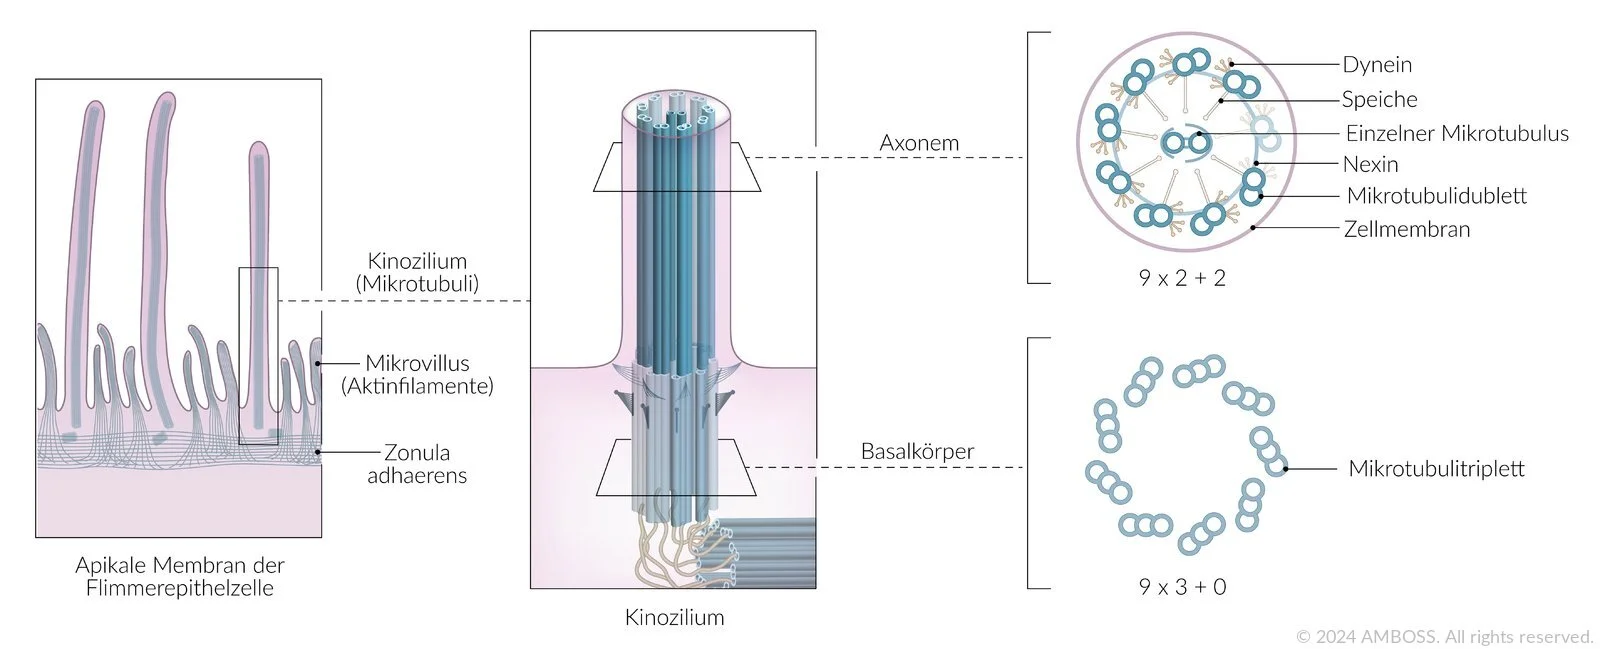 Apikale Membran der
Flimmerepithelzelle
Kinozilium
(Mikrotubuli)
Mikrovillus
(Aktinfilamente)
Zonula
adhaerens
Kinozilium
Axonem
Basalkörper
Dynein
Speiche
Einzelner Mikrotubulus
Nexin
Mikrotubulidublett
Zellmembran
9 x 2 + 2
Mikrotubulitriplett
9 x 3 + 0
© 2024 AMBOSS. All rights reserved.